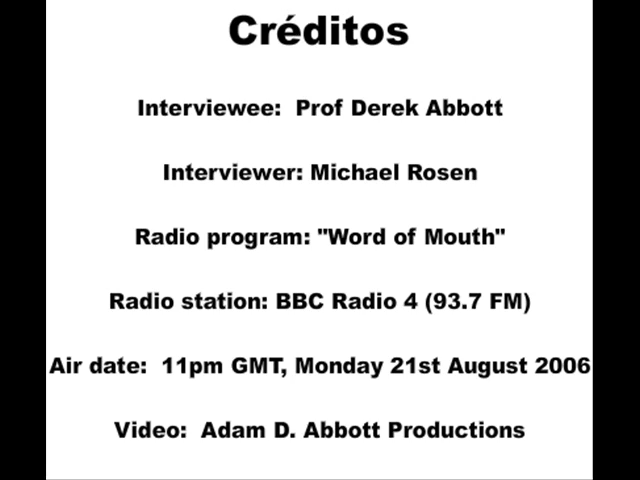 Créditos
Interviewee:  Prof Derek Abbott
Interviewer: Michael Rosen
Radio program: "Word of Mouth"
Radio station: BBC Radio 4 (93.7 FM)
Air date:  11pm GMT, Monday 21st August 2006
Video:  Adam D. Abbott Productions